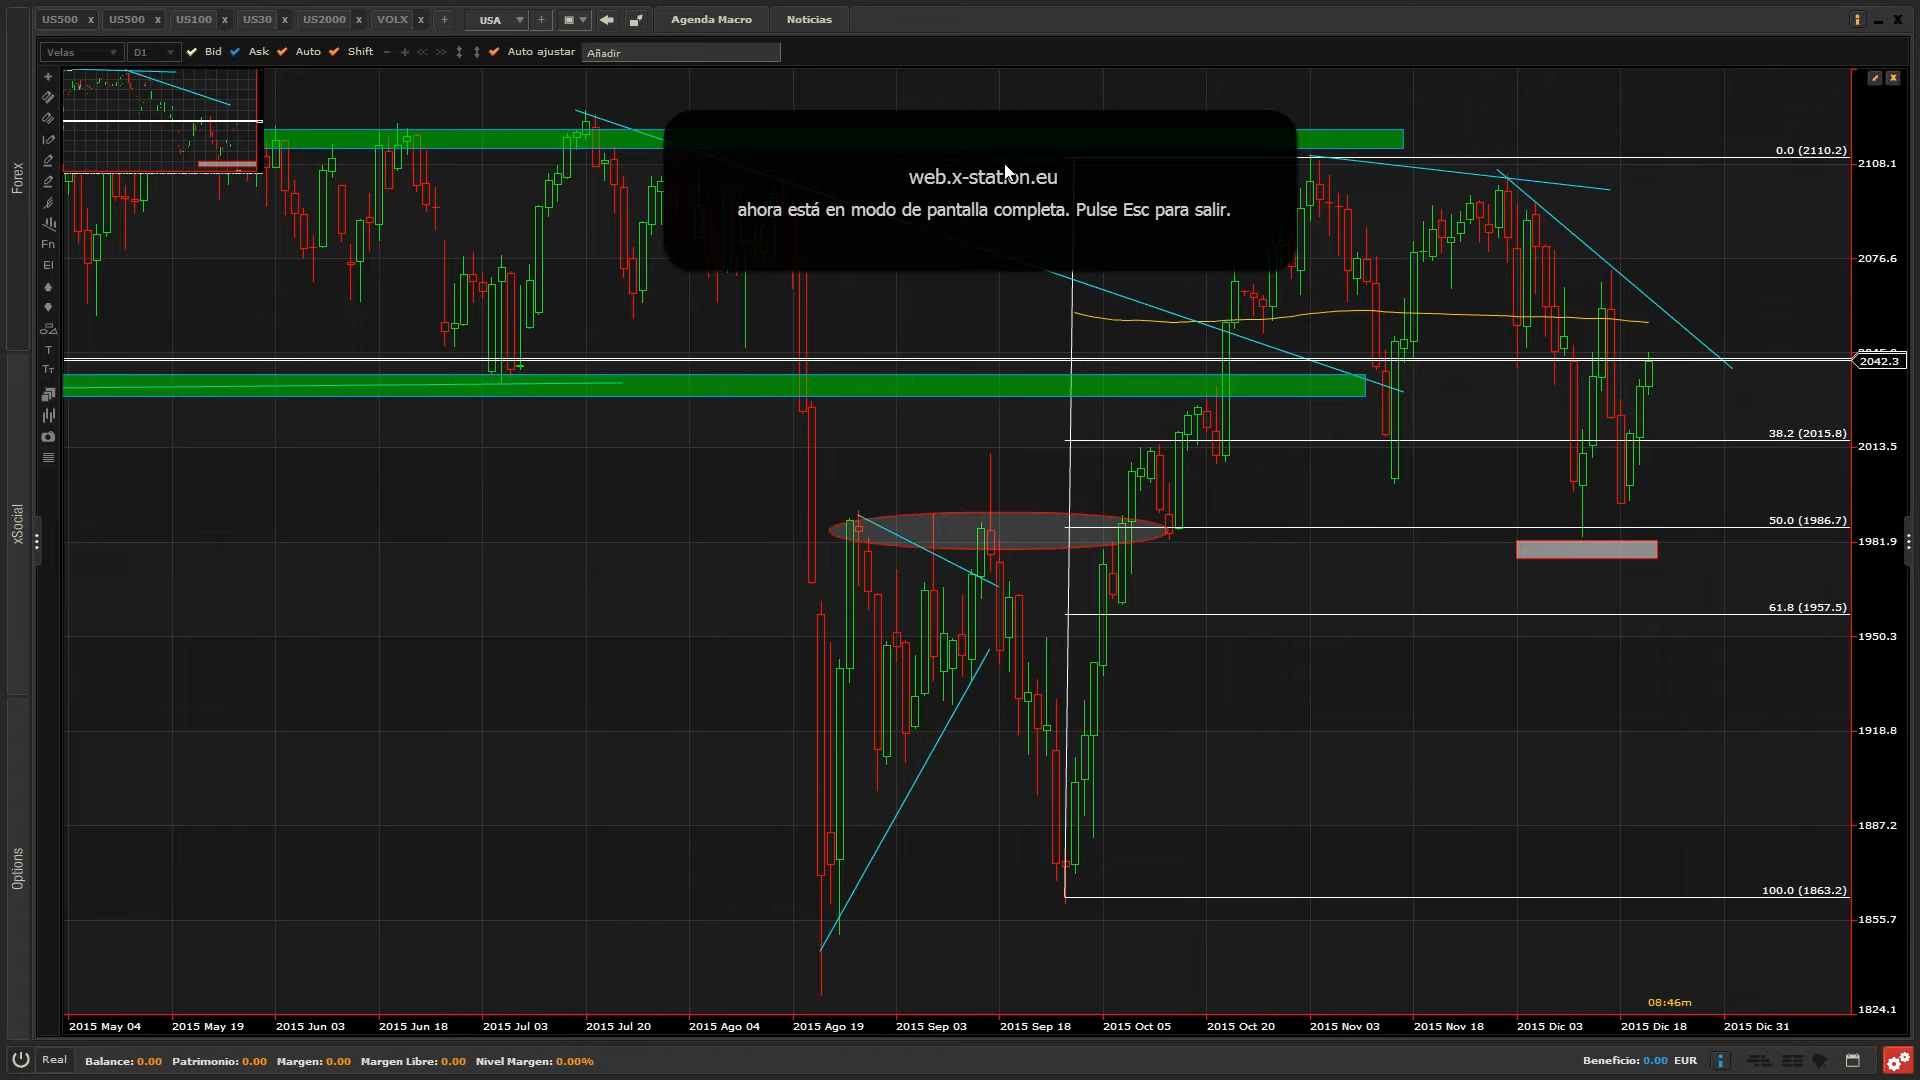 US500 x US500 x US100 x US30 x US2000 x VOLX x + USA + Agenda Macro Noticias
Velas D1 Bid Ask Auto Shift - + << >> Auto ajustar Añadir
Forex
xSocial
Options
Fn
EI
T
TT
web.x-station.eu
ahora está en modo de pantalla completa. Pulse Esc para salir.
0.0 (2110.2)
2108.1
2076.6
2042.3
38.2 (2015.8)
2013.5
50.0 (1986.7)
1981.9
61.8 (1957.5)
1950.3
1918.8
1887.2
100.0 (1863.2)
1855.7
08:46m
1824.1
2015 May 04 2015 May 19 2015 Jun 03 2015 Jun 18 2015 Jul 03 2015 Jul 20 2015 Ago 04 2015 Ago 19 2015 Sep 03 2015 Sep 18 2015 Oct 05 2015 Oct 20 2015 Nov 03 2015 Nov 18 2015 Dic 03 2015 Dic 18 2015 Dic 31
Real Balance: 0.00 Patrimonio: 0.00 Margen: 0.00 Margen Libre: 0.00 Nivel Margen: 0.00% Beneficio: 0.00 EUR